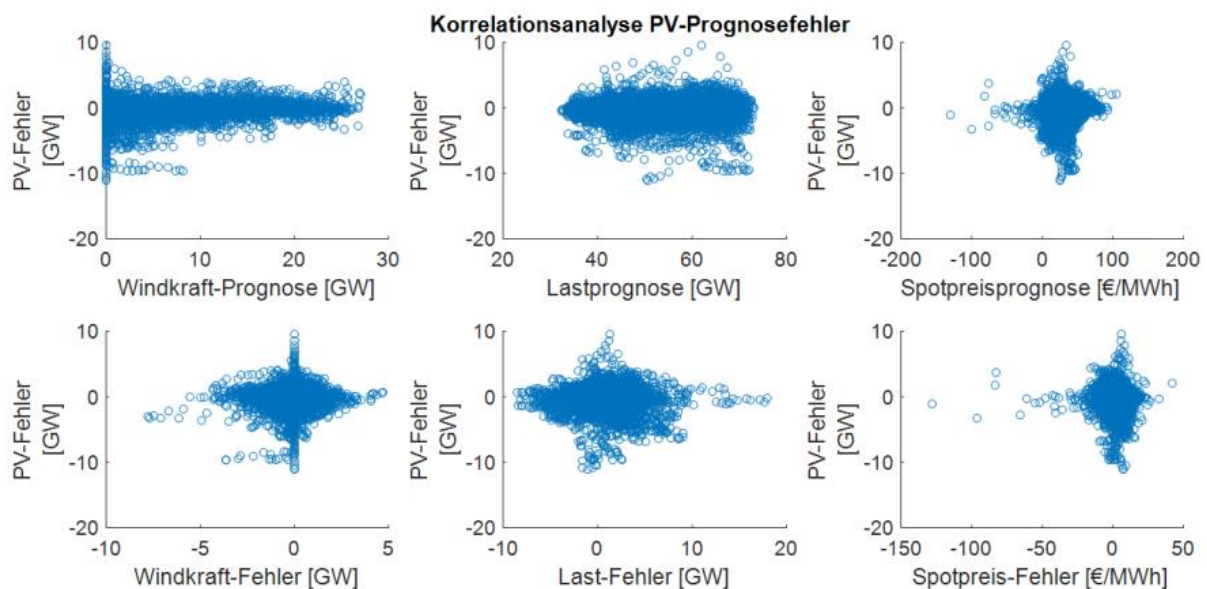 Korrelationsanalyse PV-Prognosefehler
PV-Fehler
[GW]
10
0
-10
-20
0
10
20
30
Windkraft-Prognose [GW]
PV-Fehler
[GW]
10
0
-10
-20
20
40
60
80
Lastprognose [GW]
PV-Fehler
[GW]
10
0
-10
-20
-200
-100
0
100
200
Spotpreisprognose [€/MWh]
PV-Fehler
[GW]
10
0
-10
-20
-10
-5
0
5
Windkraft-Fehler [GW]
PV-Fehler
[GW]
10
0
-10
-20
-10
0
10
20
Last-Fehler [GW]
PV-Fehler
[GW]
10
0
-10
-20
-150
-100
-50
0
50
Spotpreis-Fehler [€/MWh]